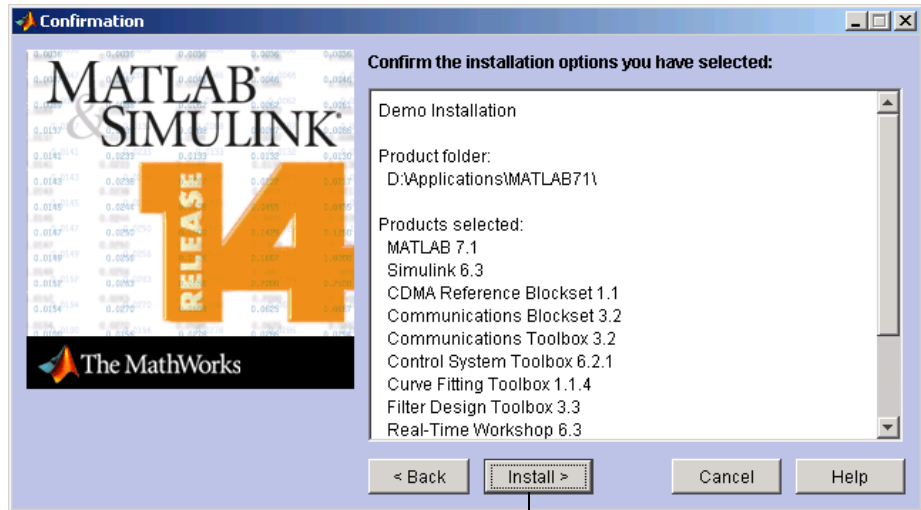 Confirmation
MATLAB
&SIMULINK
RELEASE
14
The MathWorks
Confirm the installation options you have selected:
Demo Installation
Product folder:
D:\Applications\MATLAB71\
Products selected:
MATLAB 7.1
Simulink 6.3
CDMA Reference Blockset 1.1
Communications Blockset 3.2
Communications Toolbox 3.2
Control System Toolbox 6.2.1
Curve Fitting Toolbox 1.1.4
Filter Design Toolbox 3.3
Real-Time Workshop 6.3
< Back
Install >
Cancel
Help